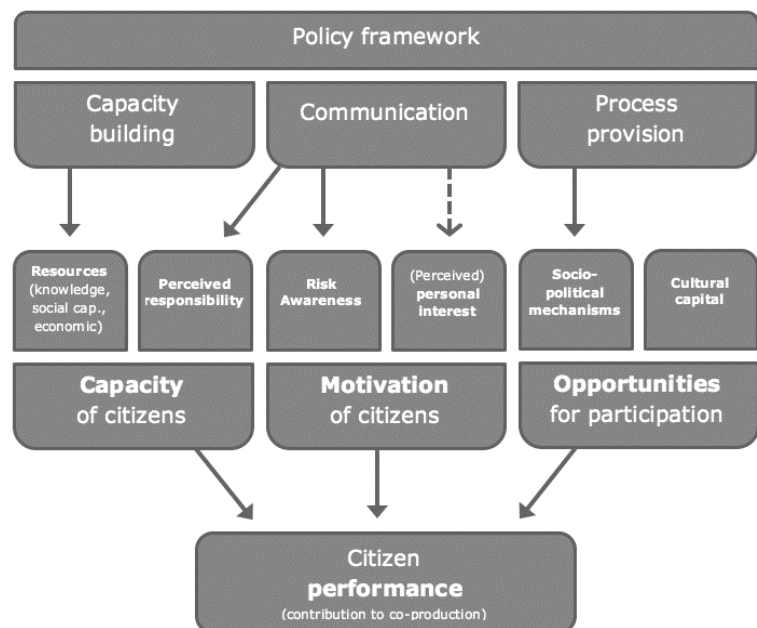 Policy framework
Capacity
building
Communication
Process
provision
Resources
(knowledge,
social cap.,
economic)
Perceived
responsibility
Risk
Awareness
(Perceived)
personal
interest
Socio-
political
mechanisms
Cultural
capital
Capacity
of citizens
Motivation
of citizens
Opportunities
for participation
Citizen
performance
(contribution to co-production)